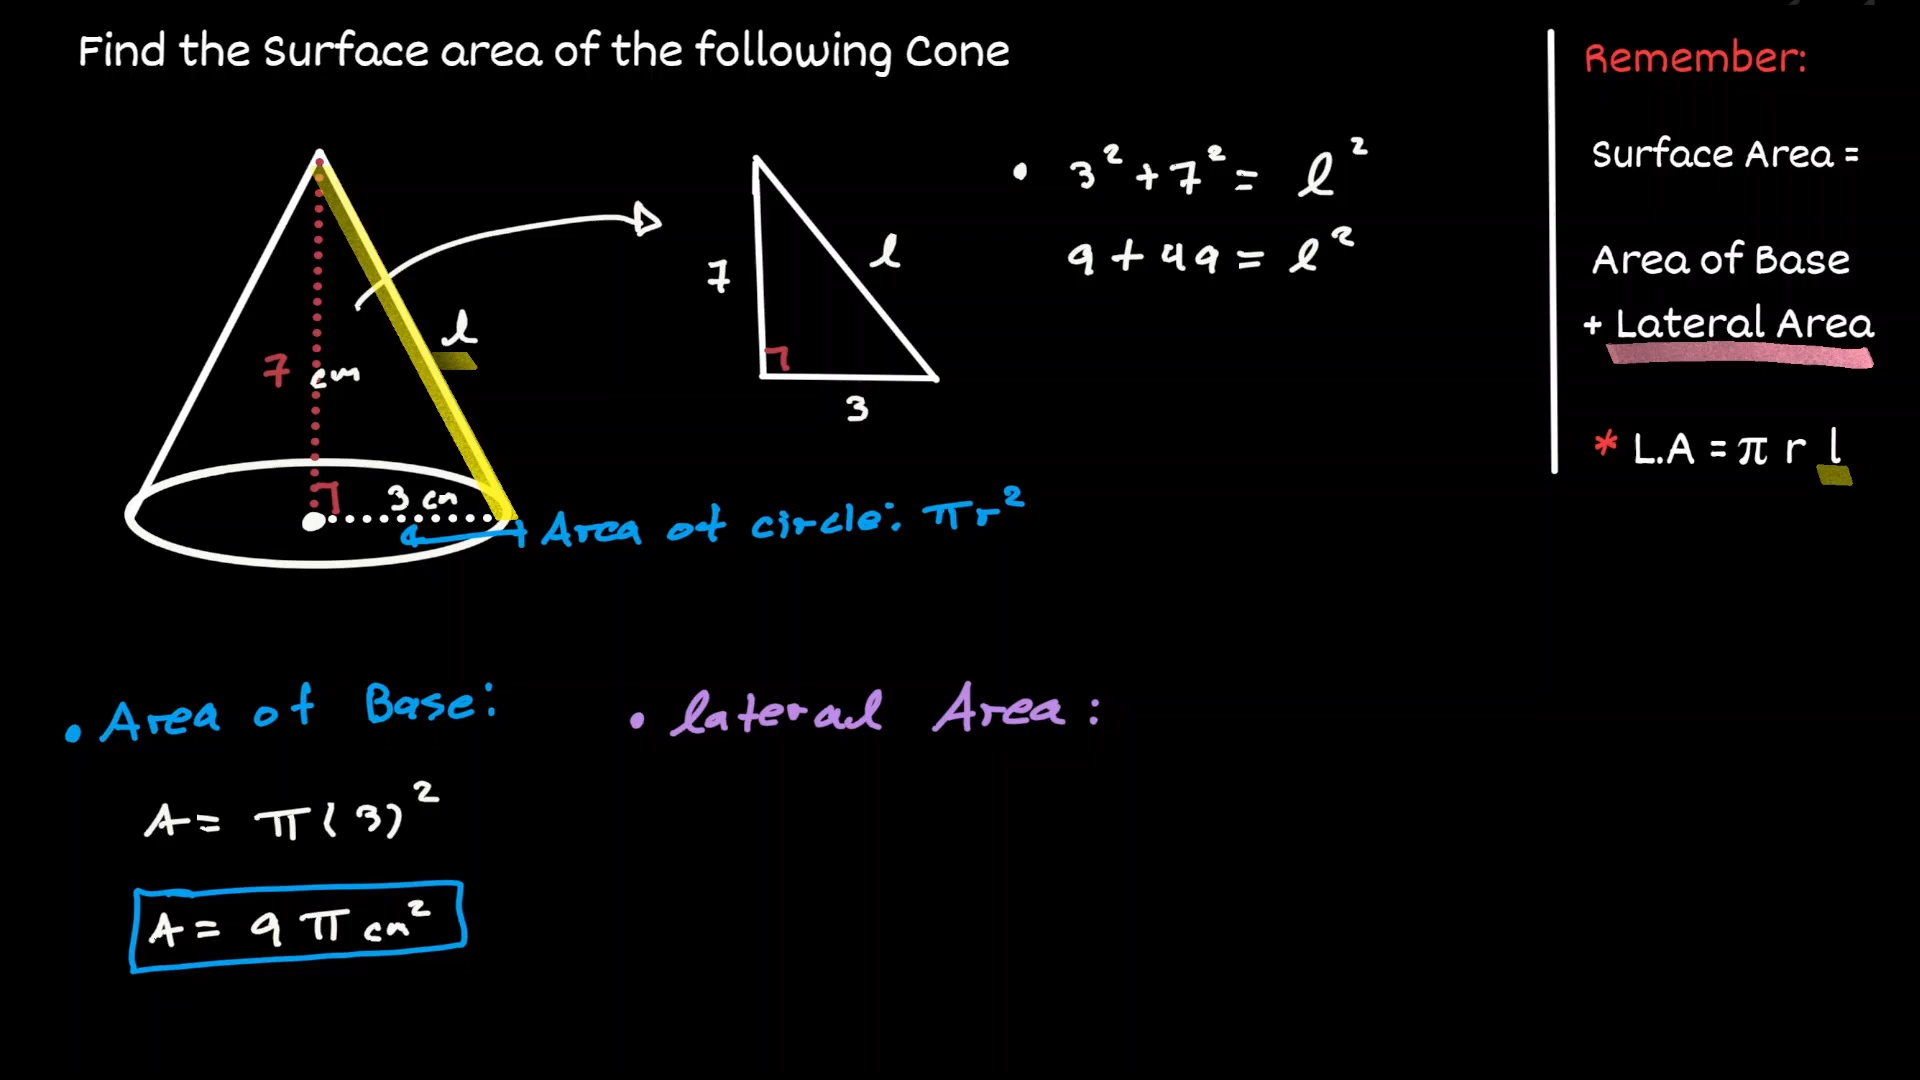 Find the Surface area of the following Cone
Remember:
Surface Area =
Area of Base
+ Lateral Area
* L.A = π r l
7 cm
l
3 cm
7
l
3
• 3² + 7² = l²
9 + 49 = l²
Area of circle: πr²
• Area of Base:
A = π(3)²
A = 9π cm²
• lateral Area: